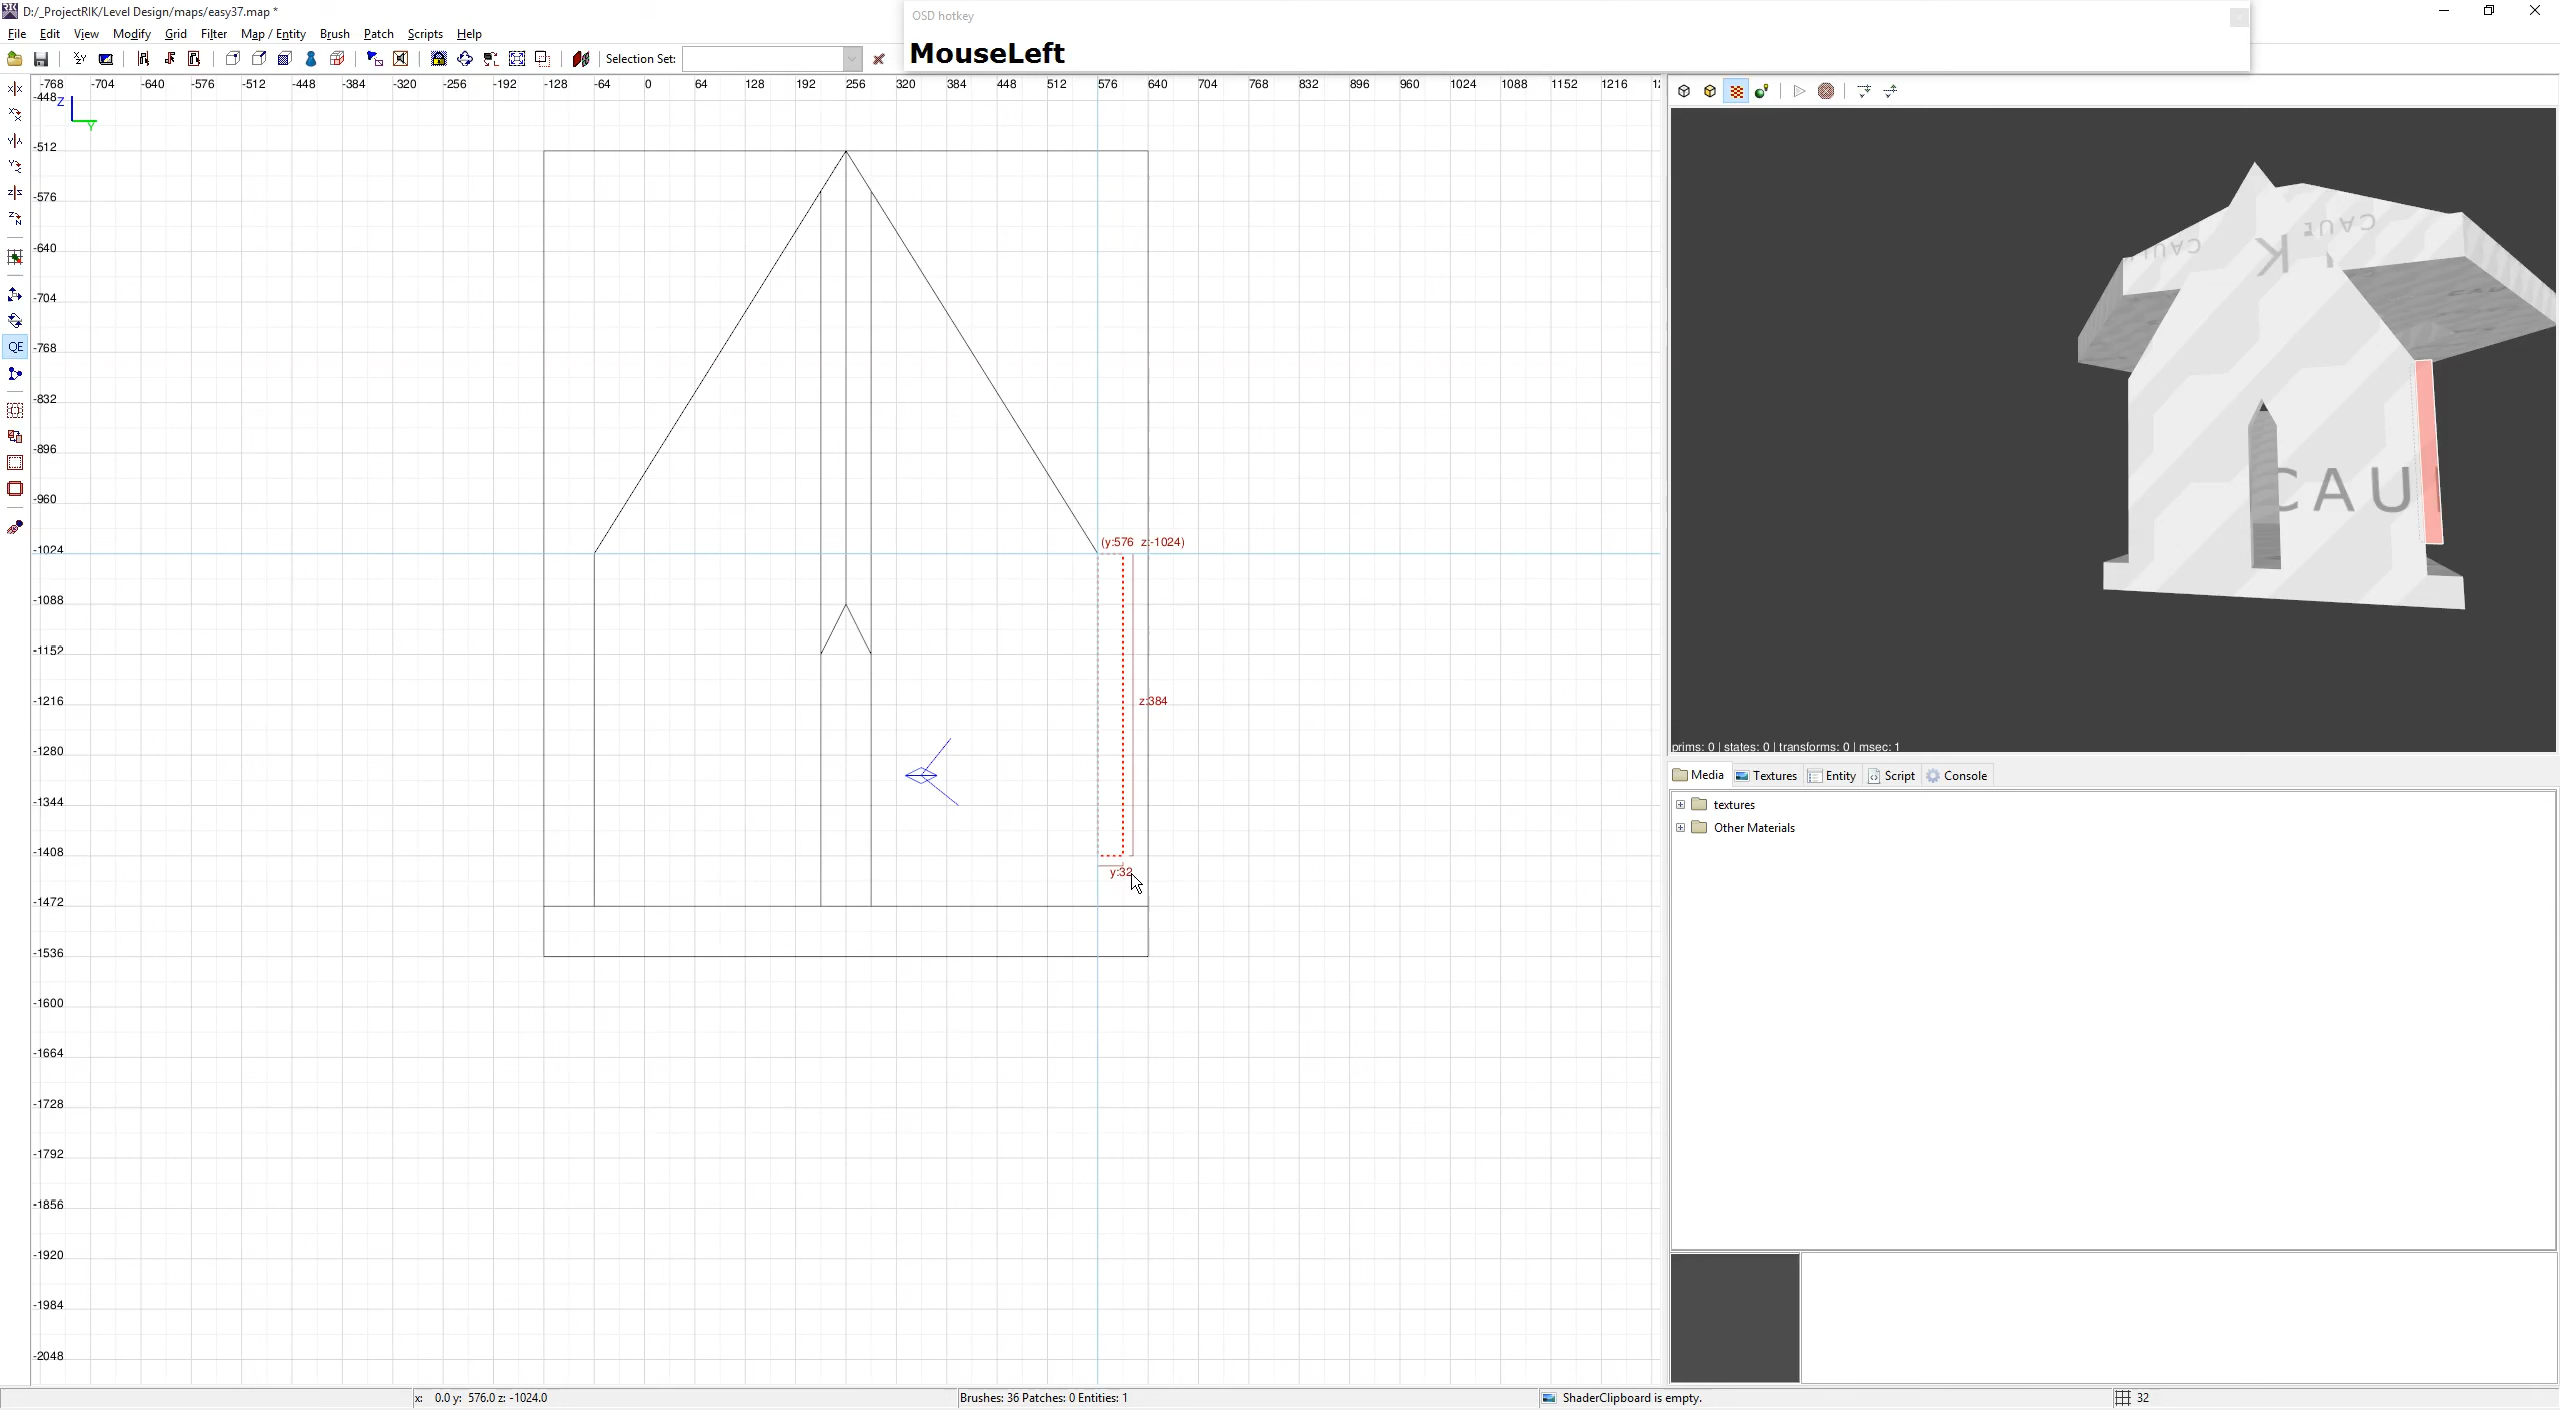 D:/_ProjectRIK/Level Design/maps/easy37.map *
OSD hotkey
MouseLeft
File Edit View Modify Grid Filter Map / Entity Brush Patch Scripts Help
Selection Set:
-768 -704 -640 -576 -512 -448 -384 -320 -256 -192 -128 -64 0 64 128 192 256 320 384 448 512 576 640 704 768 832 896 960 1024 1088 1152 1216
-448
Z
Y
-512
-576
-640
-704
-768
-832
-896
-960
-1024
-1088
-1152
-1216
-1280
-1344
-1408
-1472
-1536
-1600
-1664
-1728
-1792
-1856
-1920
-1984
-2048
QE
(y:576 z:-1024)
z:384
y:32
CAU
prims: 0 | states: 0 | transforms: 0 | msec: 1
Media Textures Entity Script Console
textures
Other Materials
x: 0.0 y: 576.0 z: -1024.0
Brushes: 36 Patches: 0 Entities: 1
ShaderClipboard is empty.
32